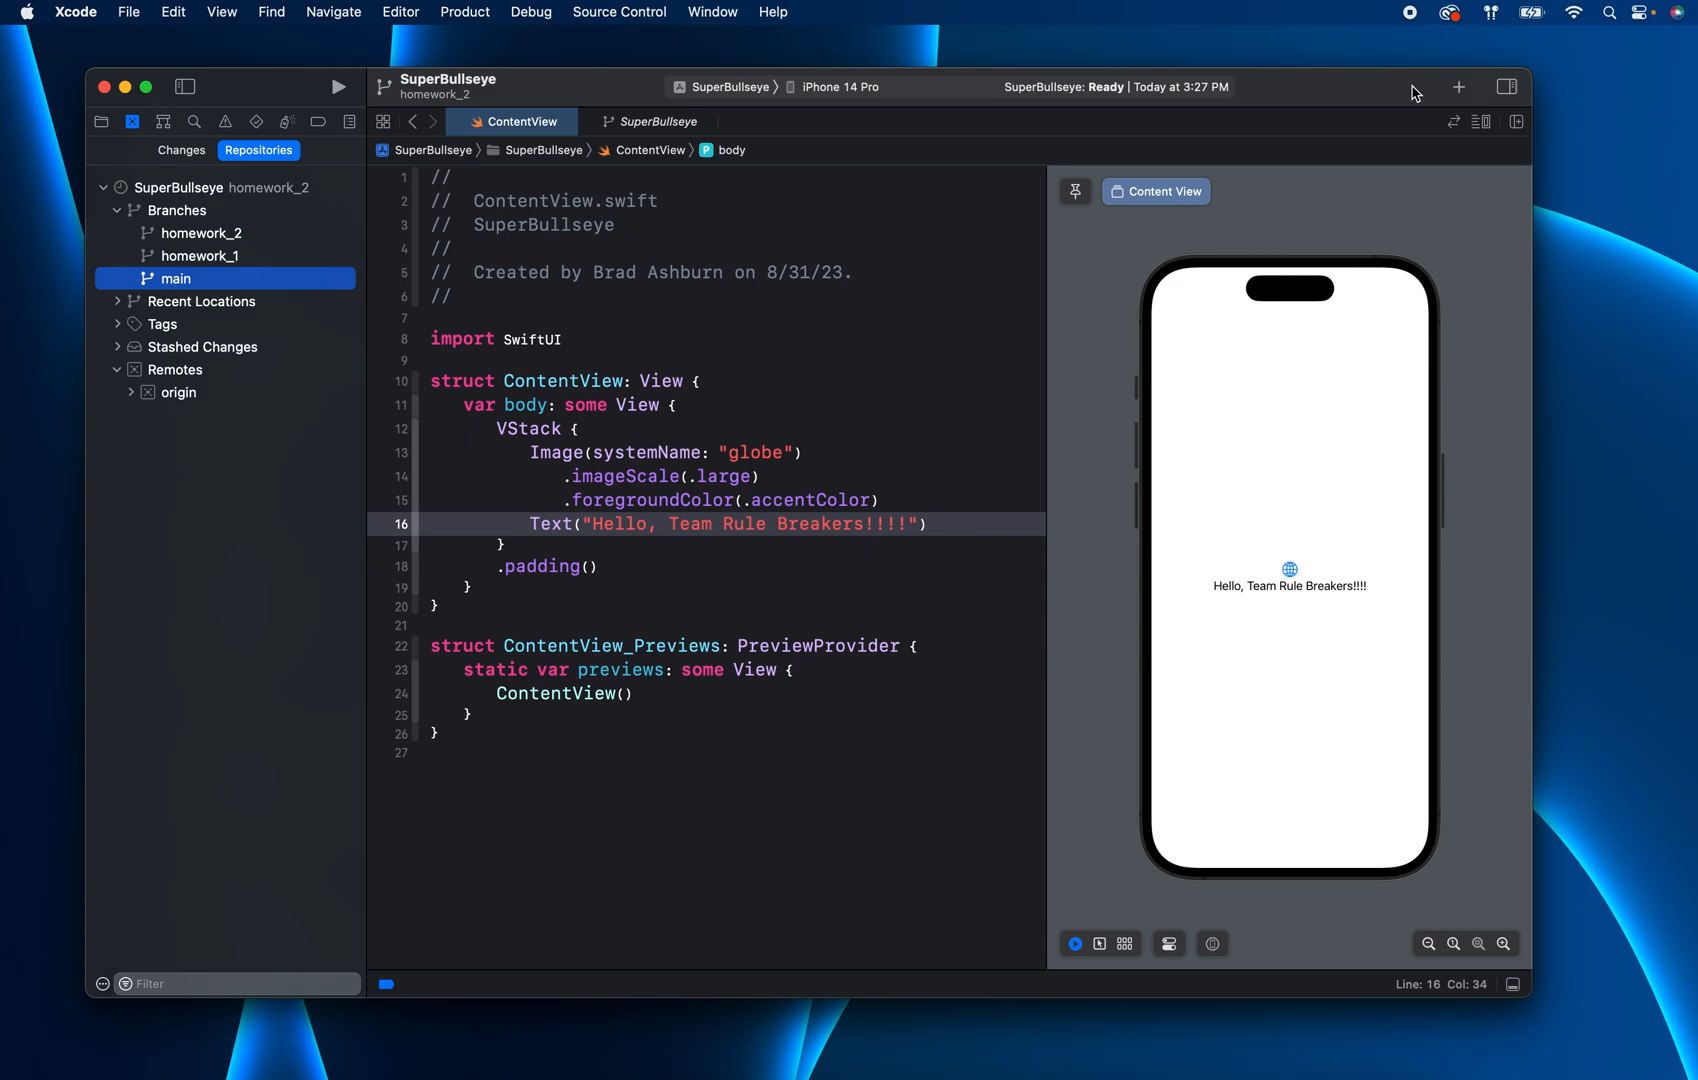 Xcode File Edit View Find Navigate Editor Product Debug Source Control Window Help
SuperBullseye
homework_2
SuperBullseye 〉 iPhone 14 Pro
SuperBullseye: Ready | Today at 3:27 PM
ContentView
SuperBullseye
Changes Repositories
SuperBullseye 〉 SuperBullseye 〉 ContentView 〉 P body
SuperBullseye homework_2
Branches
homework_2
homework_1
main
Recent Locations
Tags
Stashed Changes
Remotes
origin
Filter
1 //
2 // ContentView.swift
3 // SuperBullseye
4 //
5 // Created by Brad Ashburn on 8/31/23.
6 //
7
8 import SwiftUI
9
10 struct ContentView: View {
11 var body: some View {
12 VStack {
13 Image(systemName: "globe")
14 .imageScale(.large)
15 .foregroundColor(.accentColor)
16 Text("Hello, Team Rule Breakers!!!!")
17 }
18 .padding()
19 }
20 }
21
22 struct ContentView_Previews: PreviewProvider {
23 static var previews: some View {
24 ContentView()
25 }
26 }
27
Content View
Hello, Team Rule Breakers!!!!
Line: 16 Col: 34